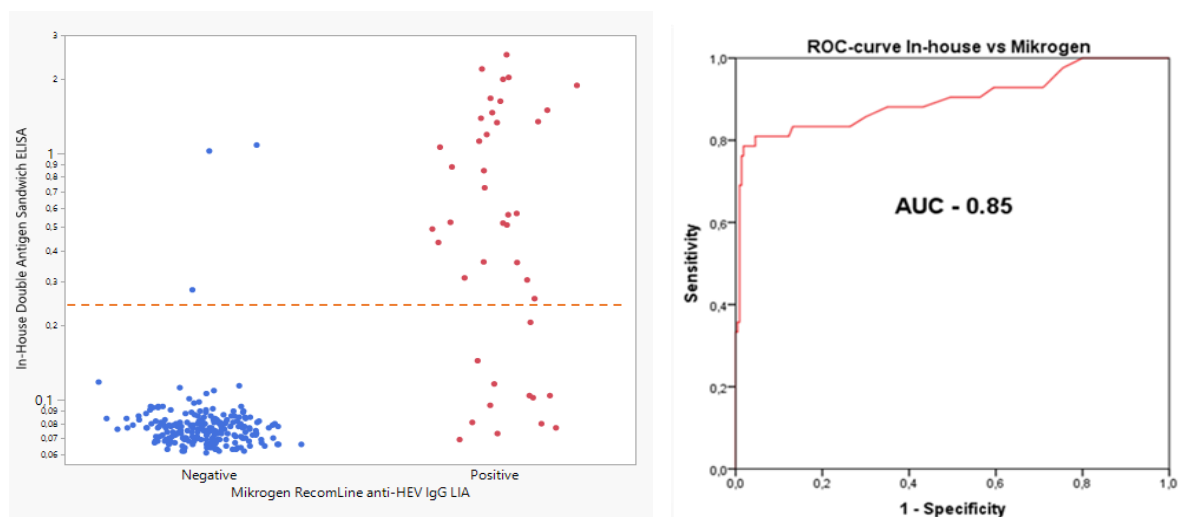 3
2
1
0,9
0,8
0,7
0,6
0,5
0,4
0,3
0,2
0,1
0,09
0,08
0,07
0,06
In-House Double Antigen Sandwich ELISA
Negative Positive
Mikrogen RecomLine anti-HEV IgG LIA
ROC-curve In-house vs Mikrogen
1,0
0,8
0,6
0,4
0,2
0,0
Sensitivity
AUC - 0.85
0,0 0,2 0,4 0,6 0,8 1,0
1 - Specificity